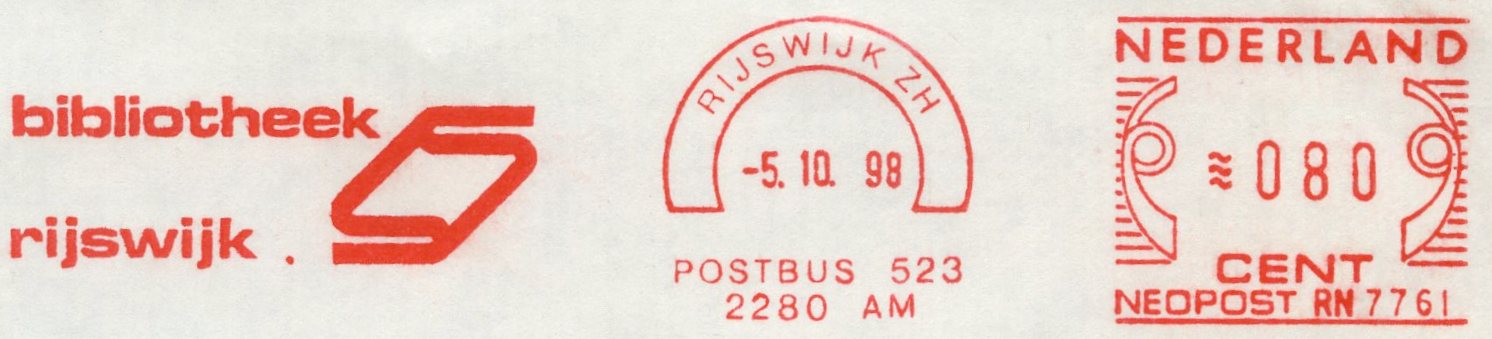 bibliotheek
rijswijk .
RIJSWIJK ZH
-5. 10. 98
POSTBUS 523
2280 AM
NEDERLAND
≋080
CENT
NEOPOST RN 7761